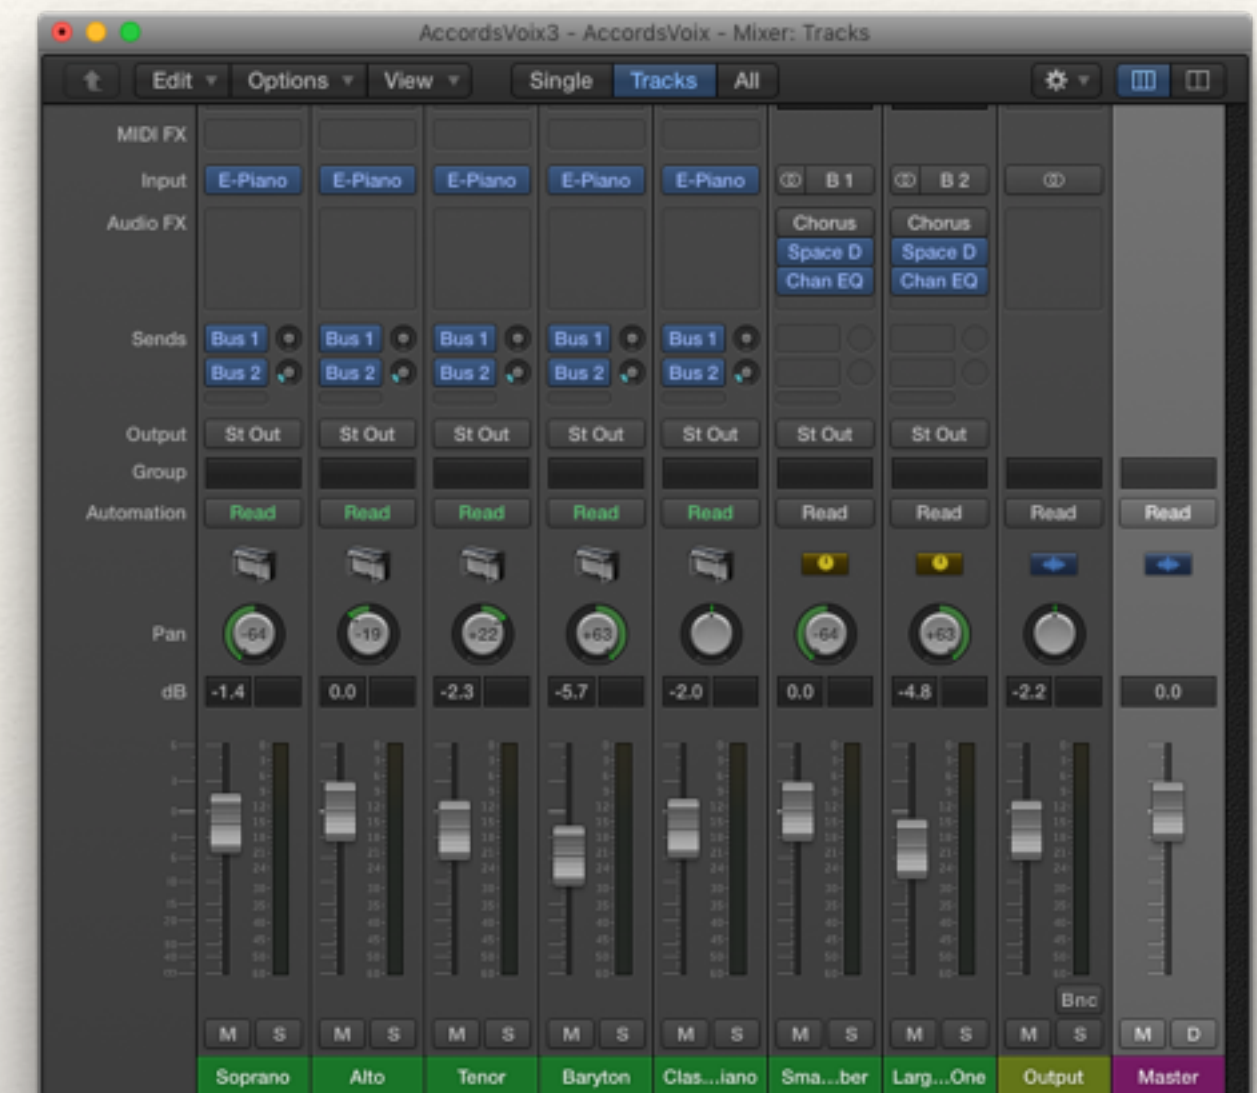 AccordsVoix3 - AccordsVoix - Mixer: Tracks
Edit Options View Single Tracks All
MIDI FX
Input E-Piano E-Piano E-Piano E-Piano E-Piano B 1 B 2
Audio FX Chorus Chorus
Space D Space D
Chan EQ Chan EQ
Sends Bus 1 Bus 1 Bus 1 Bus 1 Bus 1
Bus 2 Bus 2 Bus 2 Bus 2 Bus 2
Output St Out St Out St Out St Out St Out St Out St Out
Group
Automation Read Read Read Read Read Read Read Read Read
Pan -64 -19 +22 +63 -64 +63
dB -1.4 0.0 -2.3 -5.7 -2.0 0.0 -4.8 -2.2 0.0
Bnc
M S M S M S M S M S M S M S M S M D
Soprano Alto Tenor Baryton Clas...iano Sma...ber Larg...One Output Master